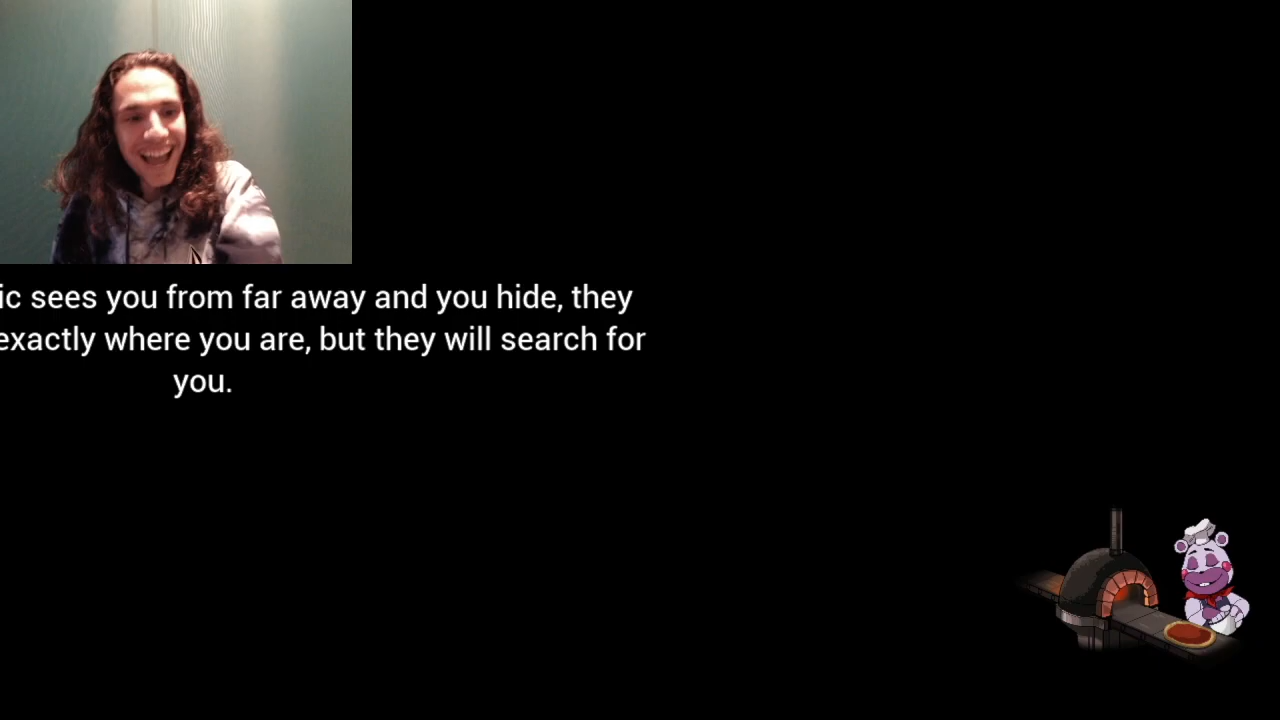 ic sees you from far away and you hide, they
exactly where you are, but they will search for
you.